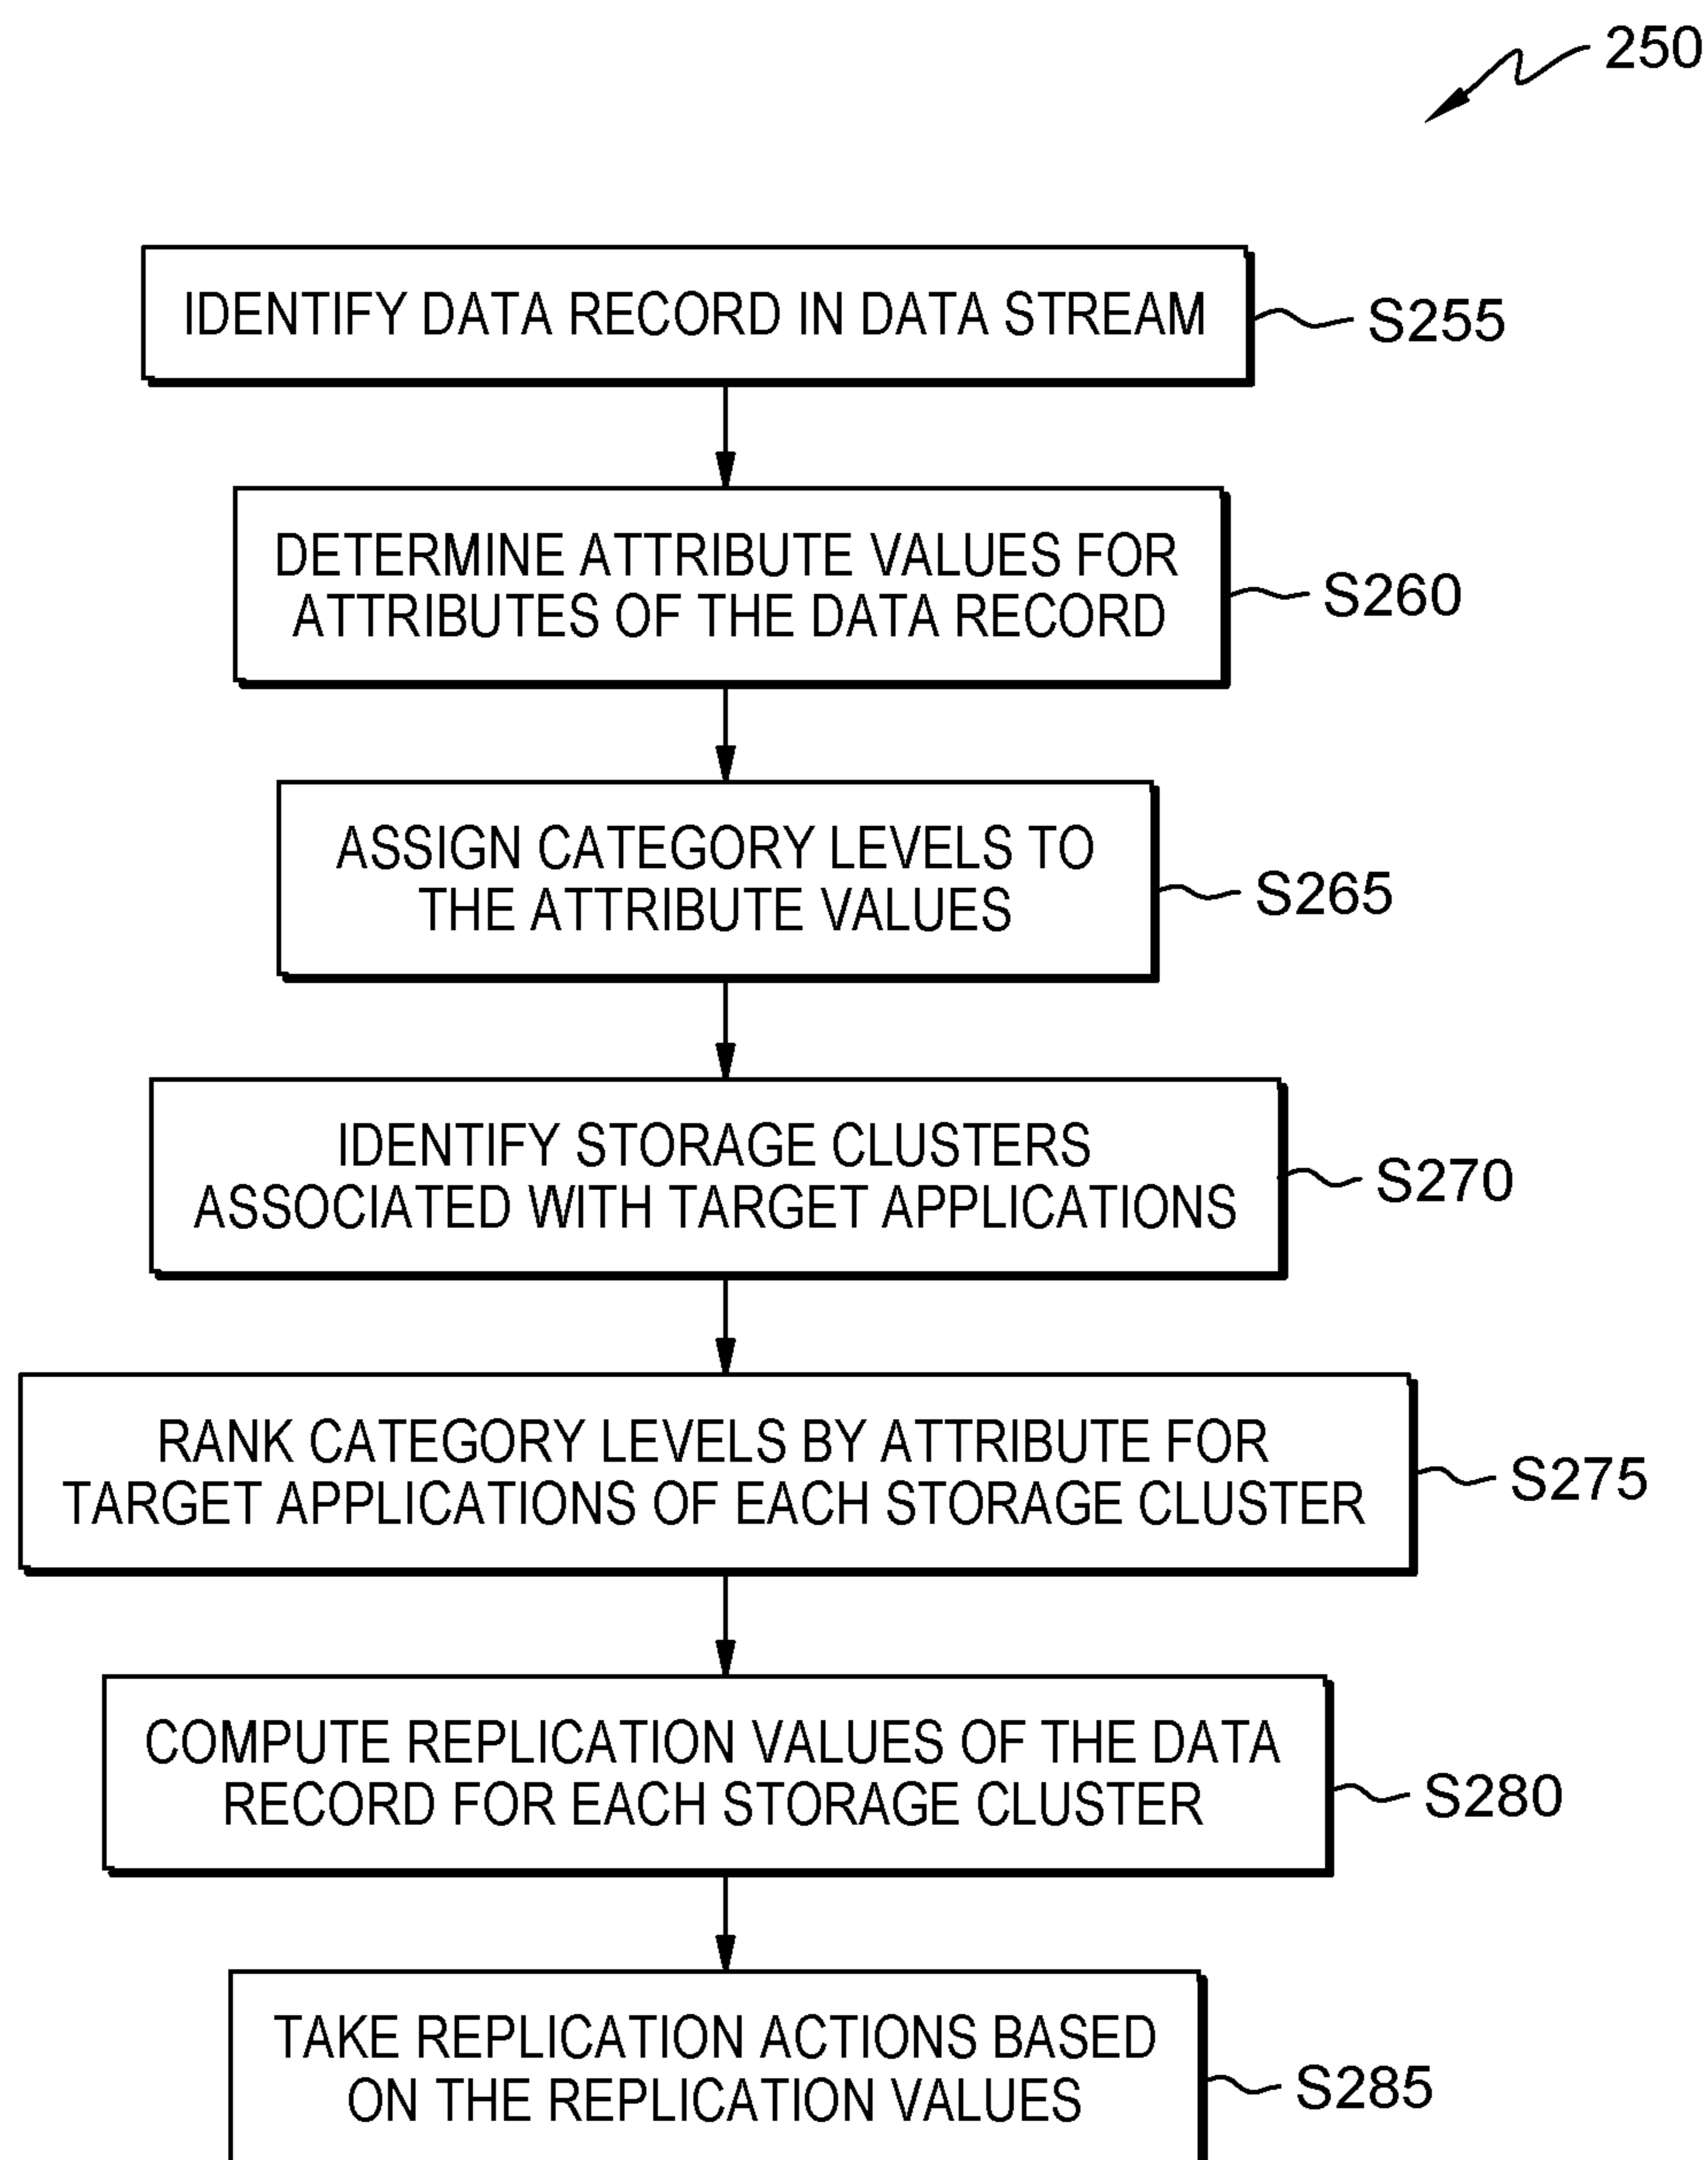 250
IDENTIFY DATA RECORD IN DATA STREAM
S255
DETERMINE ATTRIBUTE VALUES FOR
ATTRIBUTES OF THE DATA RECORD
S260
ASSIGN CATEGORY LEVELS TO
THE ATTRIBUTE VALUES
S265
IDENTIFY STORAGE CLUSTERS
ASSOCIATED WITH TARGET APPLICATIONS
S270
RANK CATEGORY LEVELS BY ATTRIBUTE FOR
TARGET APPLICATIONS OF EACH STORAGE CLUSTER
S275
COMPUTE REPLICATION VALUES OF THE DATA
RECORD FOR EACH STORAGE CLUSTER
S280
TAKE REPLICATION ACTIONS BASED
ON THE REPLICATION VALUES
S285